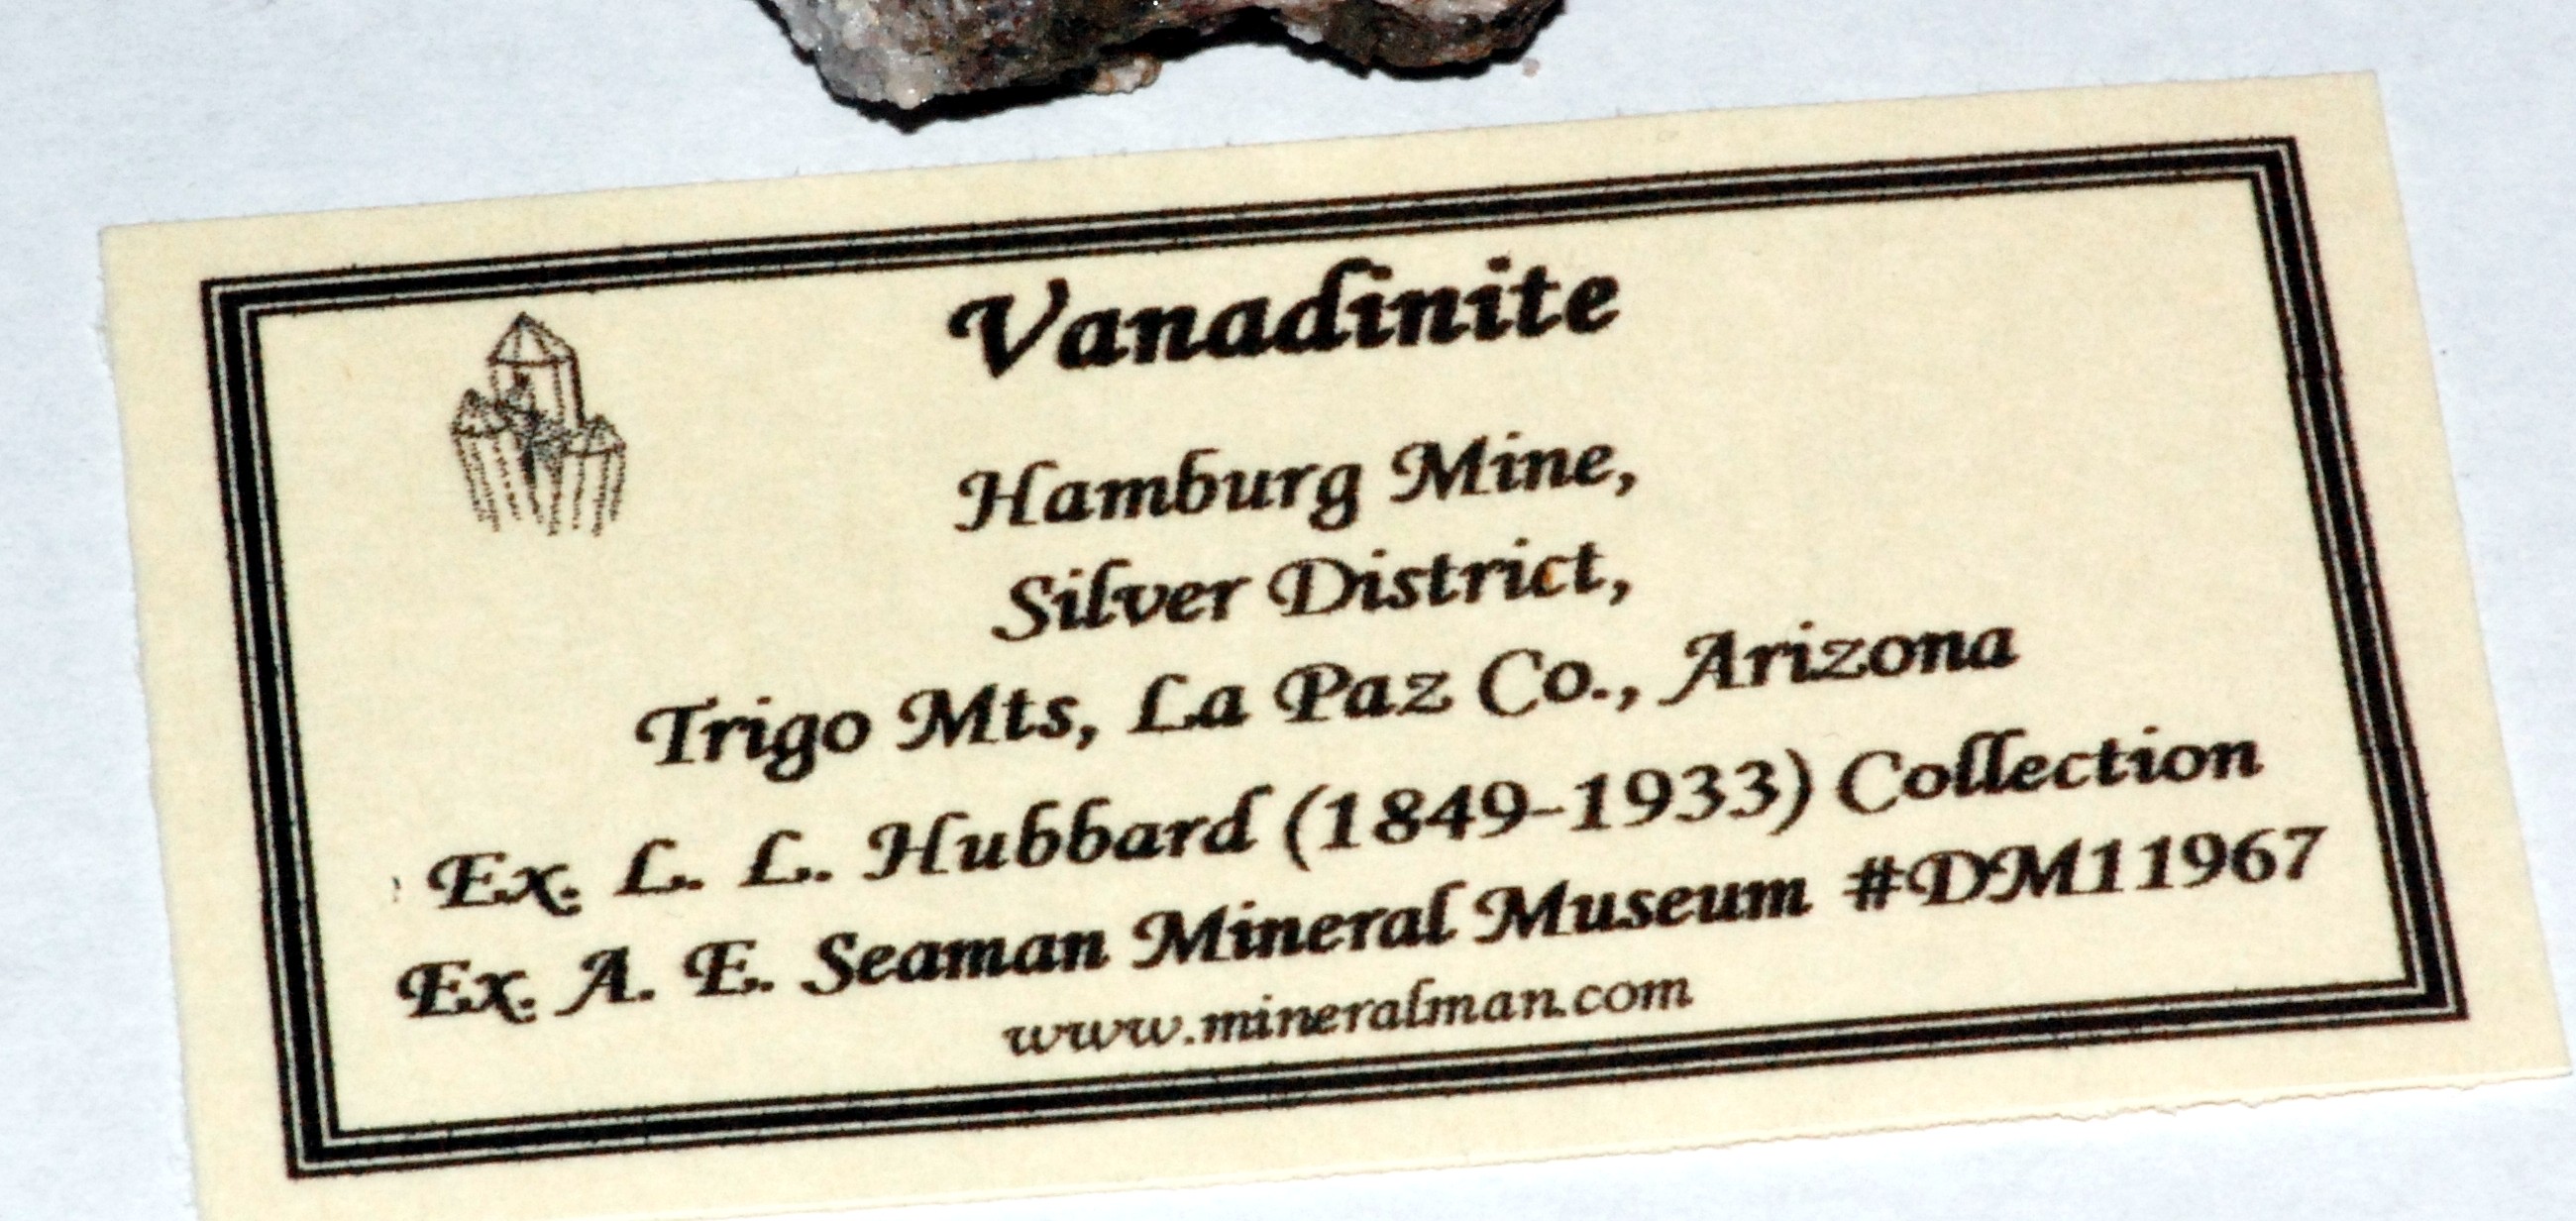 Vanadinite
Hamburg Mine,
Silver District,
Trigo Mts, La Paz Co., Arizona
Ex. L. L. Hubbard (1849-1933) Collection
Ex. A. E. Seaman Mineral Museum #DM11967
www.mineralman.com